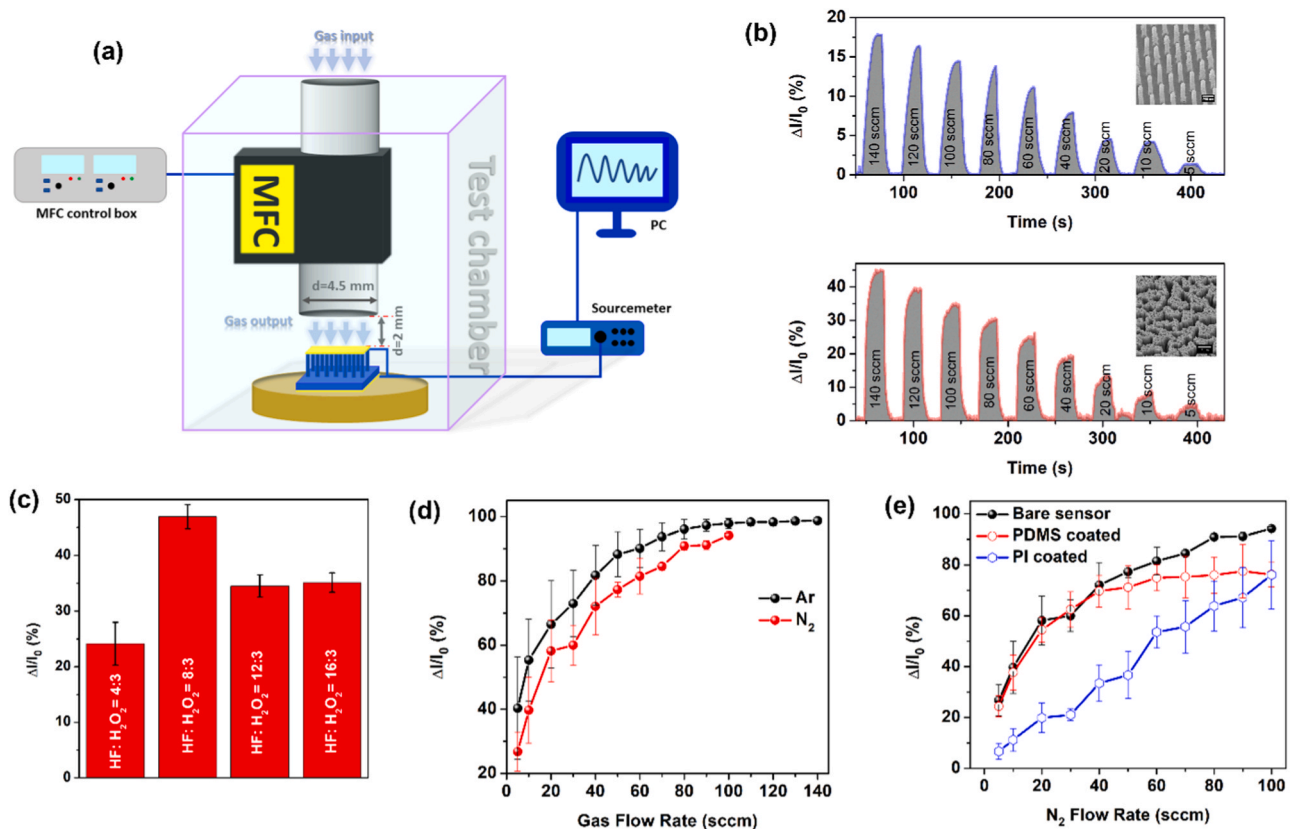 (a)
Gas input
MFC control box
MFC
Test chamber
PC
Sourcemeter
d=4.5 mm
Gas output
d=2 mm
(b)
20
15
10
5
0
ΔI/I₀ (%)
140 sccm
120 sccm
100 sccm
80 sccm
60 sccm
40 sccm
20 sccm
10 sccm
5 sccm
100 200 300 400
Time (s)
50
40
30
20
10
0
ΔI/I₀ (%)
140 sccm
120 sccm
100 sccm
80 sccm
60 sccm
40 sccm
20 sccm
10 sccm
5 sccm
100 200 300 400
Time (s)
(c)
50
40
30
20
10
0
ΔI/I₀ (%)
HF: H₂O₂ = 4:3
HF: H₂O₂= 8:3
HF: H₂O₂ = 12:3
HF: H₂O₂ = 16:3
(d)
100
80
60
40
20
ΔI/I₀ (%)
Ar
N₂
0 20 40 60 80 100 120 140
Gas Flow Rate (sccm)
(e)
100
80
60
40
20
0
ΔI/I₀ (%)
Bare sensor
PDMS coated
PI coated
0 20 40 60 80 100
N₂ Flow Rate (sccm)